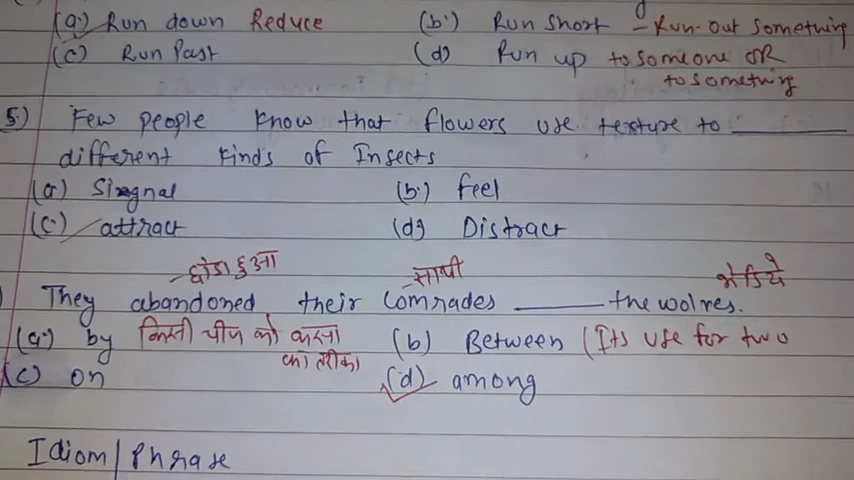 (a.) Run down Reduce (b.) Run short - Run-out something
(c) Run Past (d) Run up to someone OR
to something
5.) Few people know that flowers use texture to ______
different kinds of Insects
(a) Signal (b.) feel
(c.) attract (d) Distract
छोडा हुआ साथी भेडिये
They abandoned their Comrades ______ the wolves.
(a.) by किसी चीज को करना (b) Between (Its use for two
का तरीका
(c) on (d) among
Idiom/Phrase